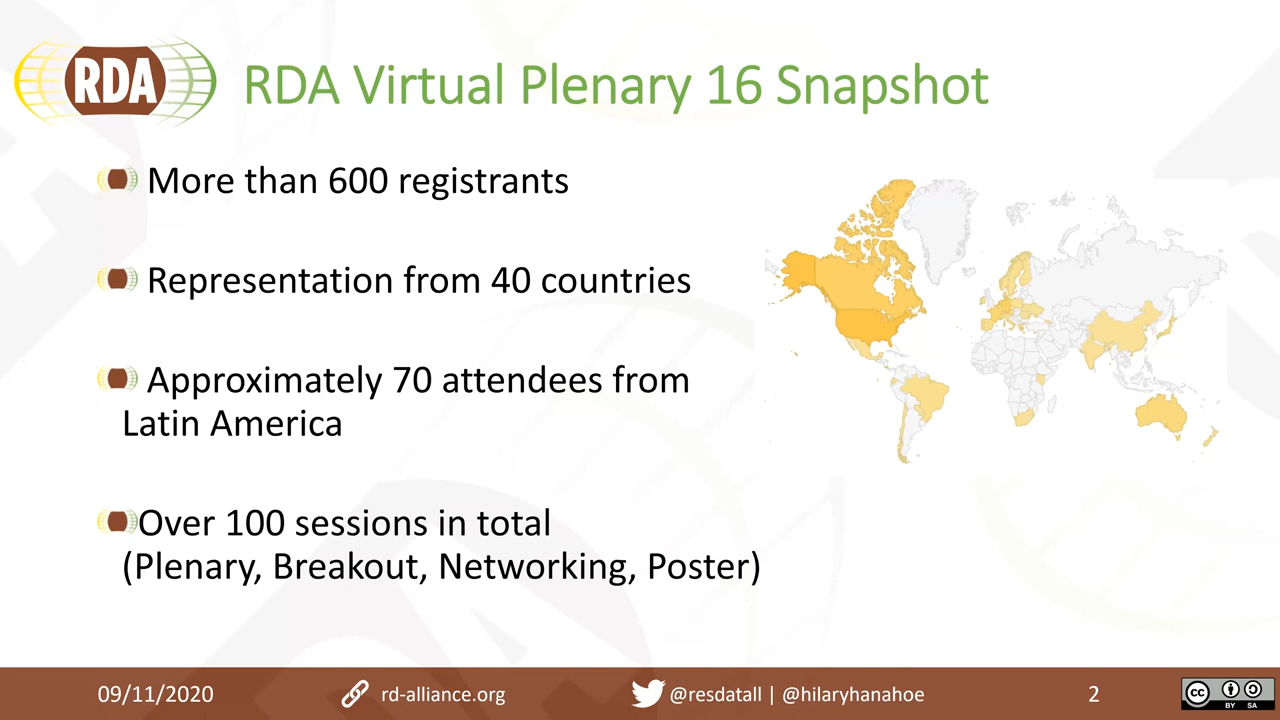 RDA
RDA Virtual Plenary 16 Snapshot
More than 600 registrants
Representation from 40 countries
Approximately 70 attendees from
Latin America
Over 100 sessions in total
(Plenary, Breakout, Networking, Poster)
09/11/2020
rd-alliance.org
@resdatall | @hilaryhanahoe
2
cc
BY SA